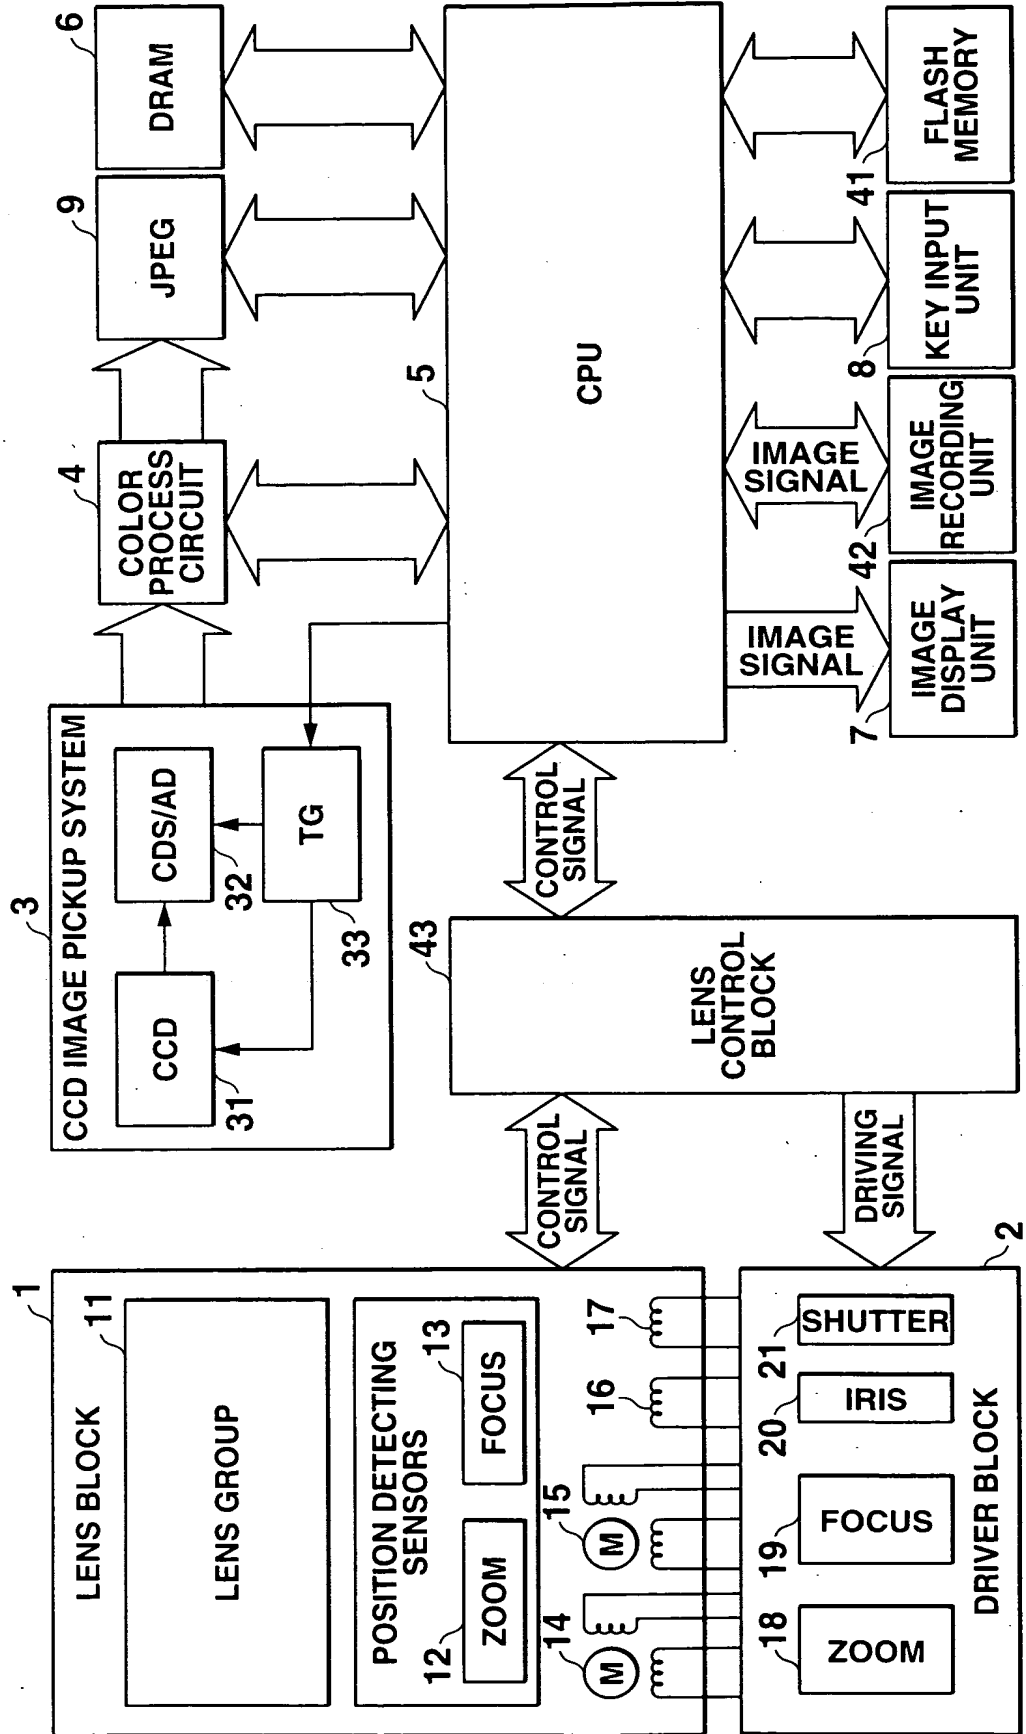 1
LENS BLOCK
11
LENS GROUP
POSITION DETECTING
SENSORS
12
ZOOM
13
FOCUS
14
M
15
M
16
17
18
ZOOM
19
FOCUS
20
IRIS
21
SHUTTER
DRIVER BLOCK
2
CONTROL
SIGNAL
DRIVING
SIGNAL
43
LENS
CONTROL
BLOCK
3
CCD IMAGE PICKUP SYSTEM
CCD
31
CDS/AD
32
TG
33
CONTROL
SIGNAL
4
COLOR
PROCESS
CIRCUIT
9
JPEG
6
DRAM
5
CPU
IMAGE
SIGNAL
IMAGE
SIGNAL
7
IMAGE
DISPLAY
UNIT
42
IMAGE
RECORDING
UNIT
8
KEY INPUT
UNIT
41
FLASH
MEMORY